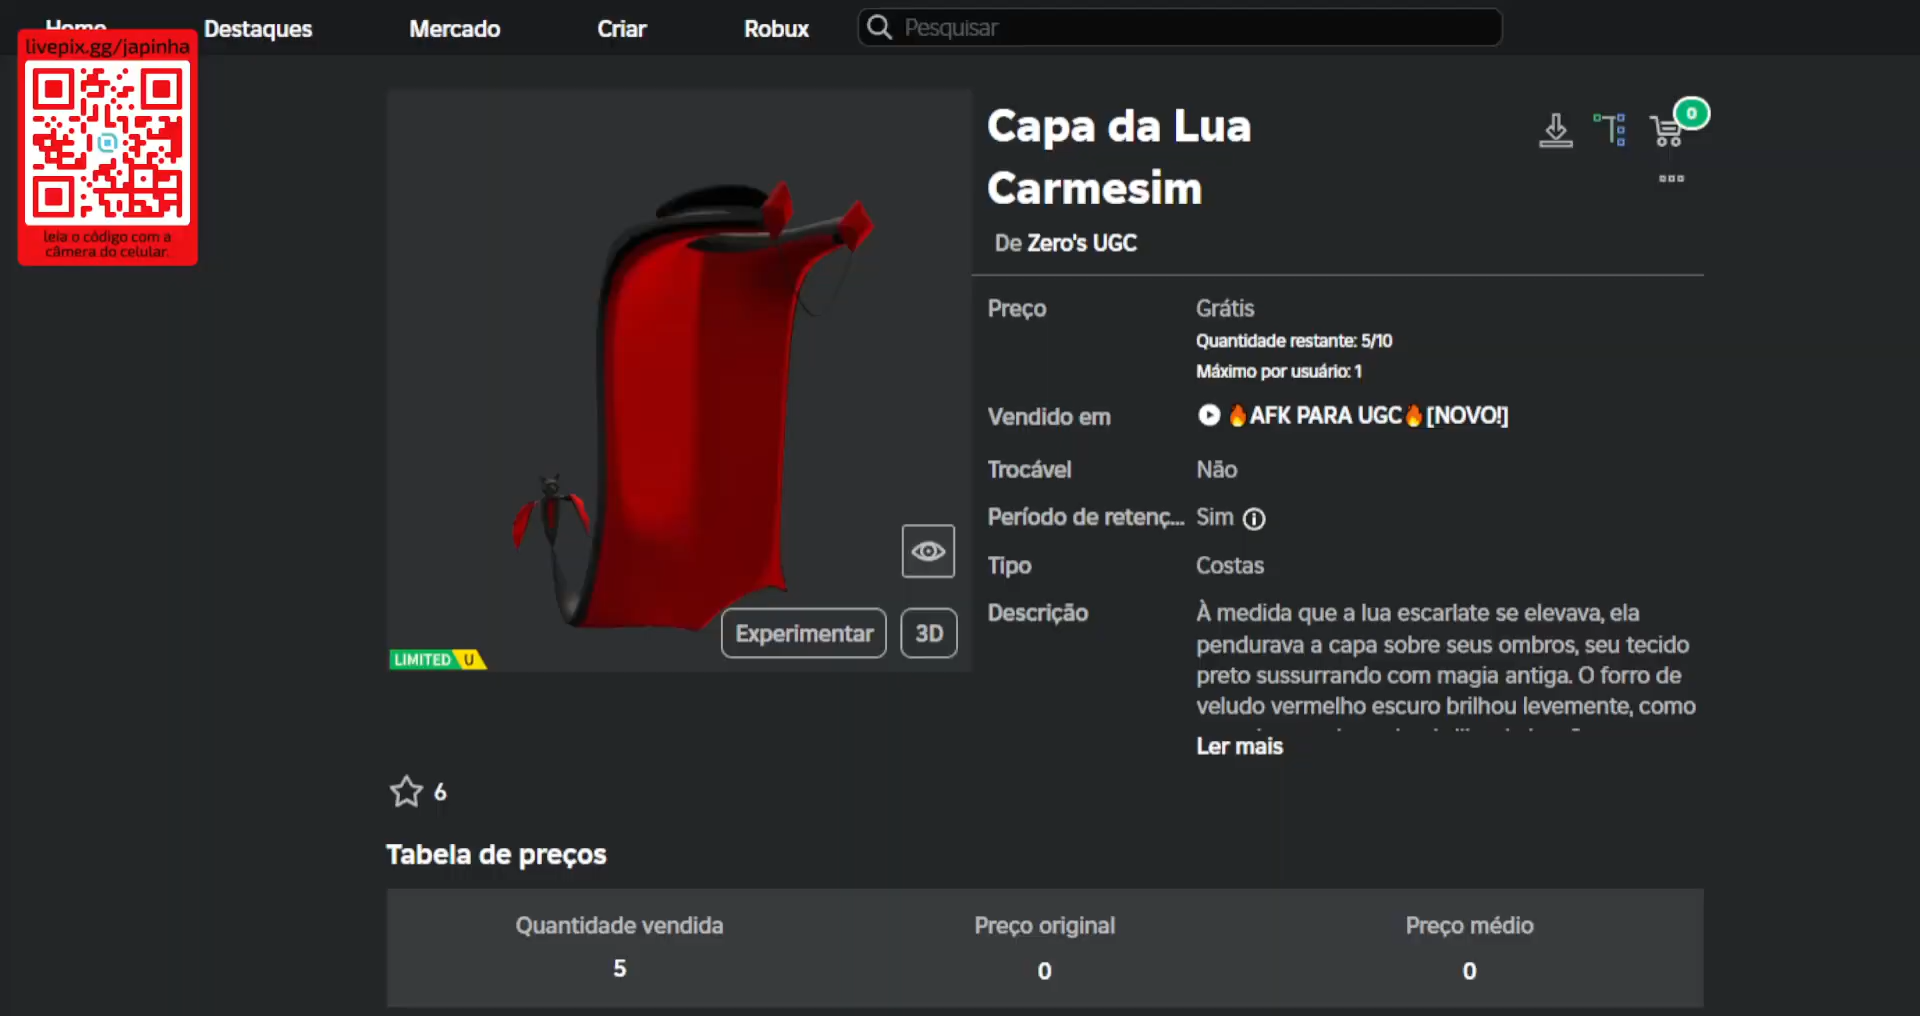 Home
Destaques
Mercado
Criar
Robux
Pesquisar
livepix.gg/japinha
leia o código com a
câmera do celular.
Capa da Lua
Carmesim
0
De Zero's UGC
Preço
Grátis
Quantidade restante: 5/10
Máximo por usuário: 1
Vendido em
🔥AFK PARA UGC🔥[NOVO!]
Trocável
Não
Período de retenç...
Sim
Tipo
Costas
Descrição
À medida que a lua escarlate se elevava, ela
pendurava a capa sobre seus ombros, seu tecido
preto sussurrando com magia antiga. O forro de
veludo vermelho escuro brilhou levemente, como
Ler mais
Experimentar
3D
LIMITED U
6
Tabela de preços
Quantidade vendida
5
Preço original
0
Preço médio
0